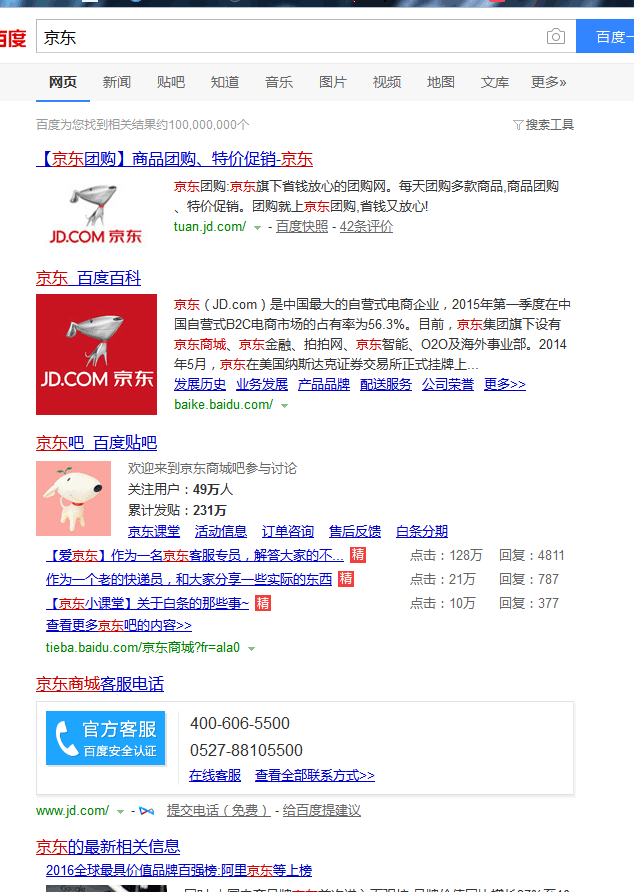 百度
京东
百度一
网页 新闻 贴吧 知道 音乐 图片 视频 地图 文库 更多»
百度为您找到相关结果约100,000,000个
搜索工具
【京东团购】商品团购、特价促销-京东
JD.COM 京东
京东团购:京东旗下省钱放心的团购网。每天团购多款商品,商品团购
、特价促销。团购就上京东团购,省钱又放心!
tuan.jd.com/ - 百度快照 - 42条评价
京东_百度百科
JD.COM 京东
京东（JD.com）是中国最大的自营式电商企业，2015年第一季度在中
国自营式B2C电商市场的占有率为56.3%。目前，京东集团旗下设有
京东商城、京东金融、拍拍网、京东智能、O2O及海外事业部。2014
年5月，京东在美国纳斯达克证券交易所正式挂牌上...
发展历史 业务发展 产品品牌 配送服务 公司荣誉 更多>>
baike.baidu.com/
京东吧_百度贴吧
欢迎来到京东商城吧参与讨论
关注用户：49万人
累计发贴：231万
京东课堂 活动信息 订单咨询 售后反馈 白条分期
【爱京东】作为一名京东客服专员，解答大家的不... 精 点击：128万 回复：4811
作为一个老的快递员，和大家分享一些实际的东西 精 点击：21万 回复：787
【京东小课堂】关于白条的那些事~ 精 点击：10万 回复：377
查看更多京东吧的内容>>
tieba.baidu.com/京东商城?fr=ala0
京东商城客服电话
官方客服
百度安全认证
400-606-5500
0527-88105500
在线客服 查看全部联系方式>>
www.jd.com/ - 提交电话（免费） - 给百度提建议
京东的最新相关信息
2016全球最具价值品牌百强榜:阿里京东等上榜